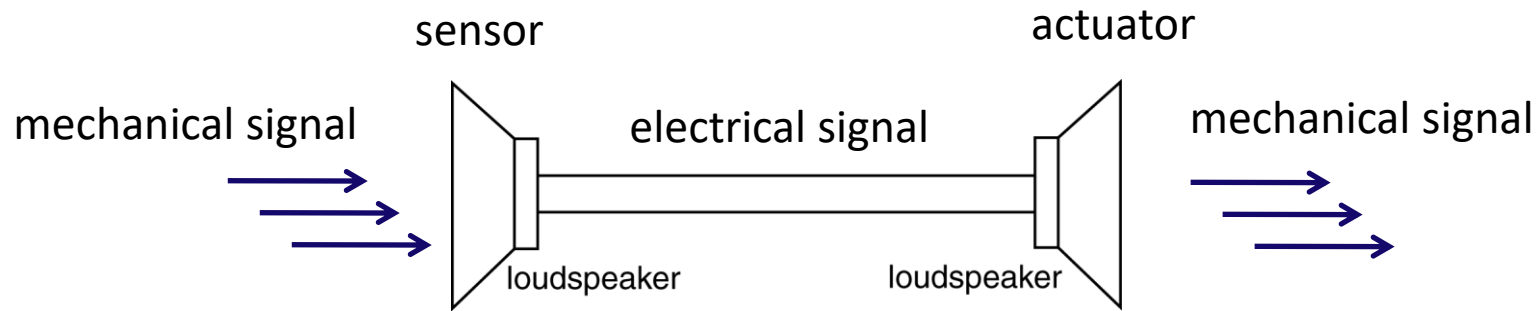 sensor
actuator
mechanical signal
electrical signal
mechanical signal
loudspeaker
loudspeaker